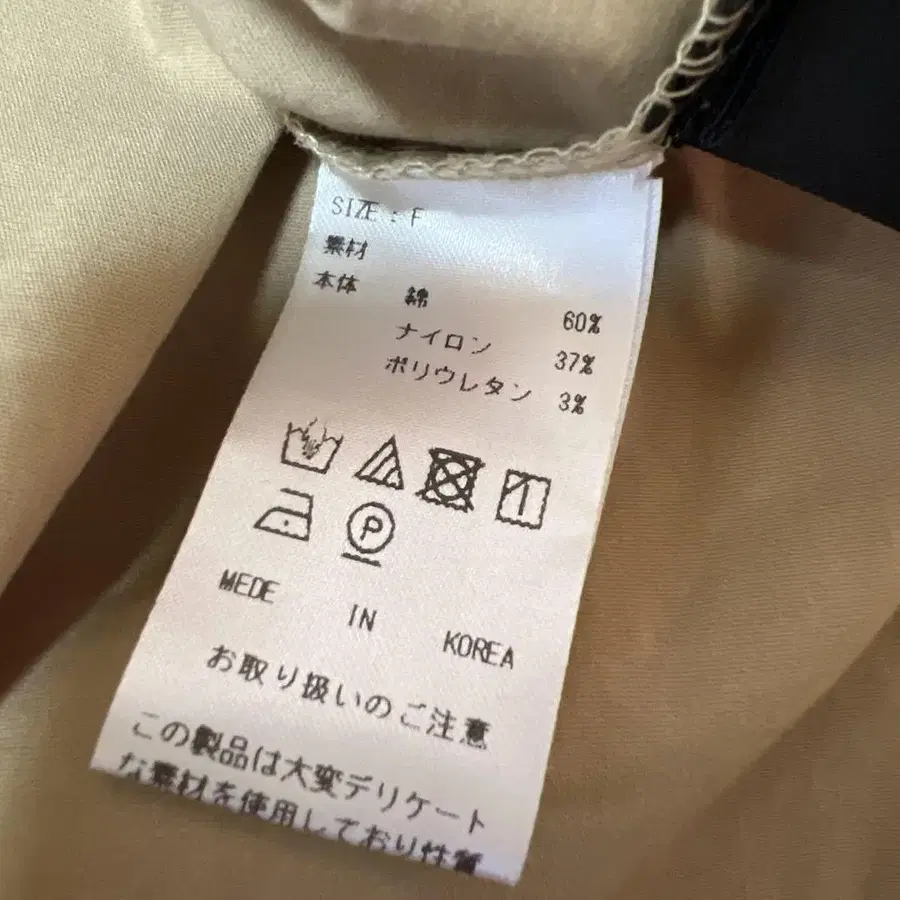 SIZE : F
素材
本体 綿 60%
ナイロン 37%
ポリウレタン 3%
P
MEDE IN KOREA
お取り扱いのご注意
この製品は大変デリケート
な素材を使用しており性質